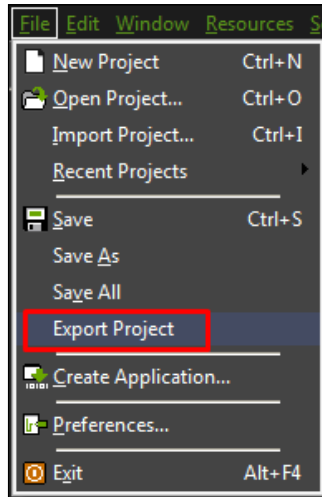 File Edit Window Resources S
New Project Ctrl+N
Open Project... Ctrl+O
Import Project... Ctrl+I
Recent Projects
Save Ctrl+S
Save As
Save All
Export Project
Create Application...
Preferences...
Exit Alt+F4